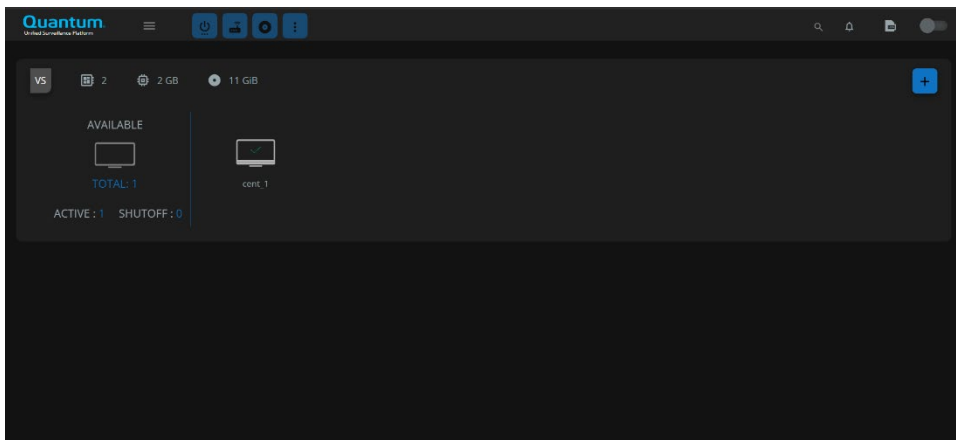 Quantum.
Unified Surveillance Platform
VS 2 2 GB 11 GiB
AVAILABLE
TOTAL: 1
cent_1
ACTIVE : 1 SHUTOFF : 0